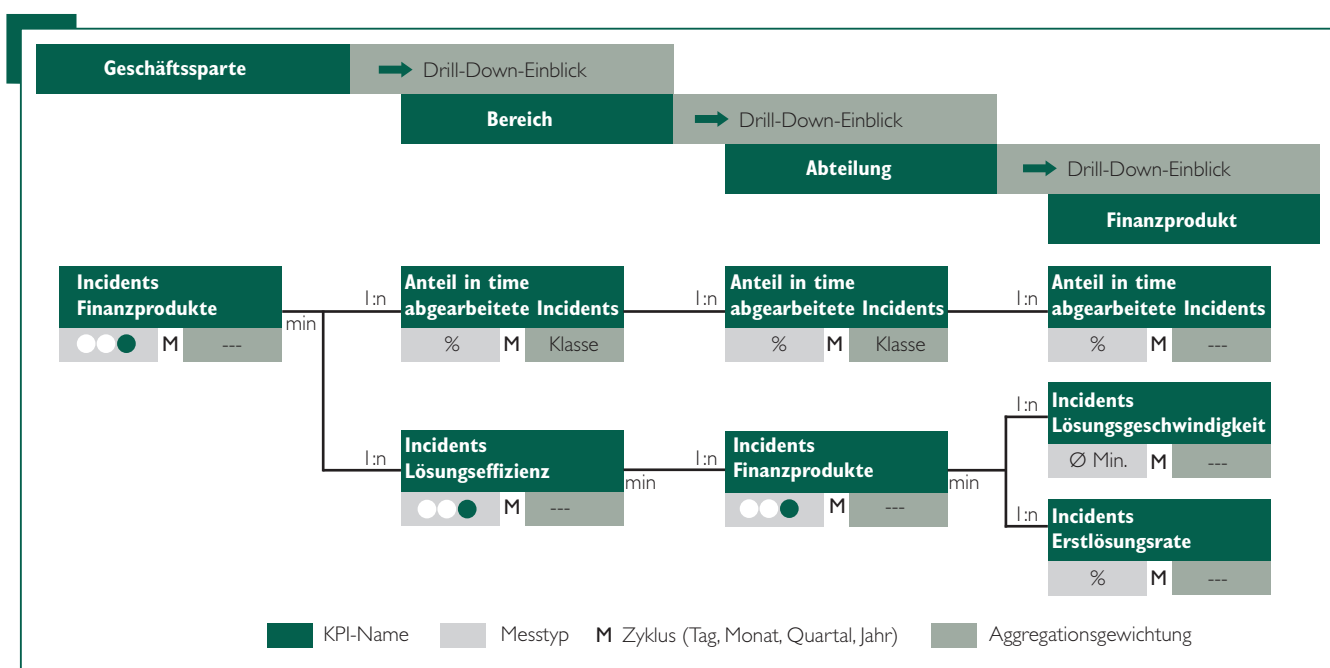 Geschäftssparte
Drill-Down-Einblick
Bereich
Drill-Down-Einblick
Abteilung
Drill-Down-Einblick
Finanzprodukt
Incidents
Finanzprodukte
M
---
min
1:n
Anteil in time
abgearbeitete Incidents
%
M
Klasse
1:n
Anteil in time
abgearbeitete Incidents
%
M
Klasse
1:n
Anteil in time
abgearbeitete Incidents
%
M
---
1:n
Incidents
Lösungseffizienz
M
---
min
1:n
Incidents
Finanzprodukte
M
---
min
1:n
Incidents
Lösungsgeschwindigkeit
Ø Min.
M
---
1:n
Incidents
Erstlösungsrate
%
M
---
KPI-Name
Messtyp
M Zyklus (Tag, Monat, Quartal, Jahr)
Aggregationsgewichtung